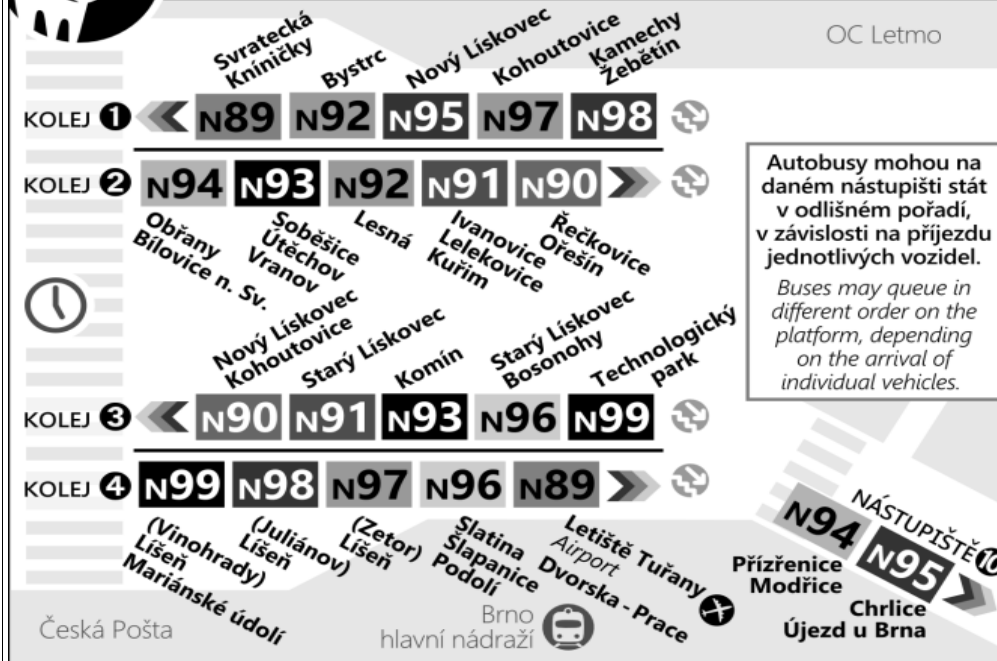 OC Letmo
Svratecká
Kníničky
Bystrc
Nový Lískovec
Kohoutovice
Kamechy
Žebětín
KOLEJ 1 N89 N92 N95 N97 N98
KOLEJ 2 N94 N93 N92 N91 N90
Obřany
Bílovice n. Sv.
Soběšice
Útěchov
Vranov
Lesná
Ivanovice
Lelekovice
Kuřim
Řečkovice
Ořešín
Autobusy mohou na
daném nástupišti stát
v odlišném pořadí,
v závislosti na příjezdu
jednotlivých vozidel.
Buses may queue in
different order on the
platform, depending
on the arrival of
individual vehicles.
Nový Lískovec
Kohoutovice
Starý Lískovec
Komín
Starý Lískovec
Bosonohy
Technologický
park
KOLEJ 3 N90 N91 N93 N96 N99
KOLEJ 4 N99 N98 N97 N96 N89
(Vinohrady)
Líšeň
Mariánské údolí
(Juliánov)
Líšeň
(Zetor)
Líšeň
Slatina
Šlapanice
Podolí
Letiště Tuřany
Airport
Dvorska - Prace
NÁSTUPIŠTĚ 10
N94 N95
Přízřenice
Modřice
Chrlice
Újezd u Brna
Česká Pošta
Brno
hlavní nádraží